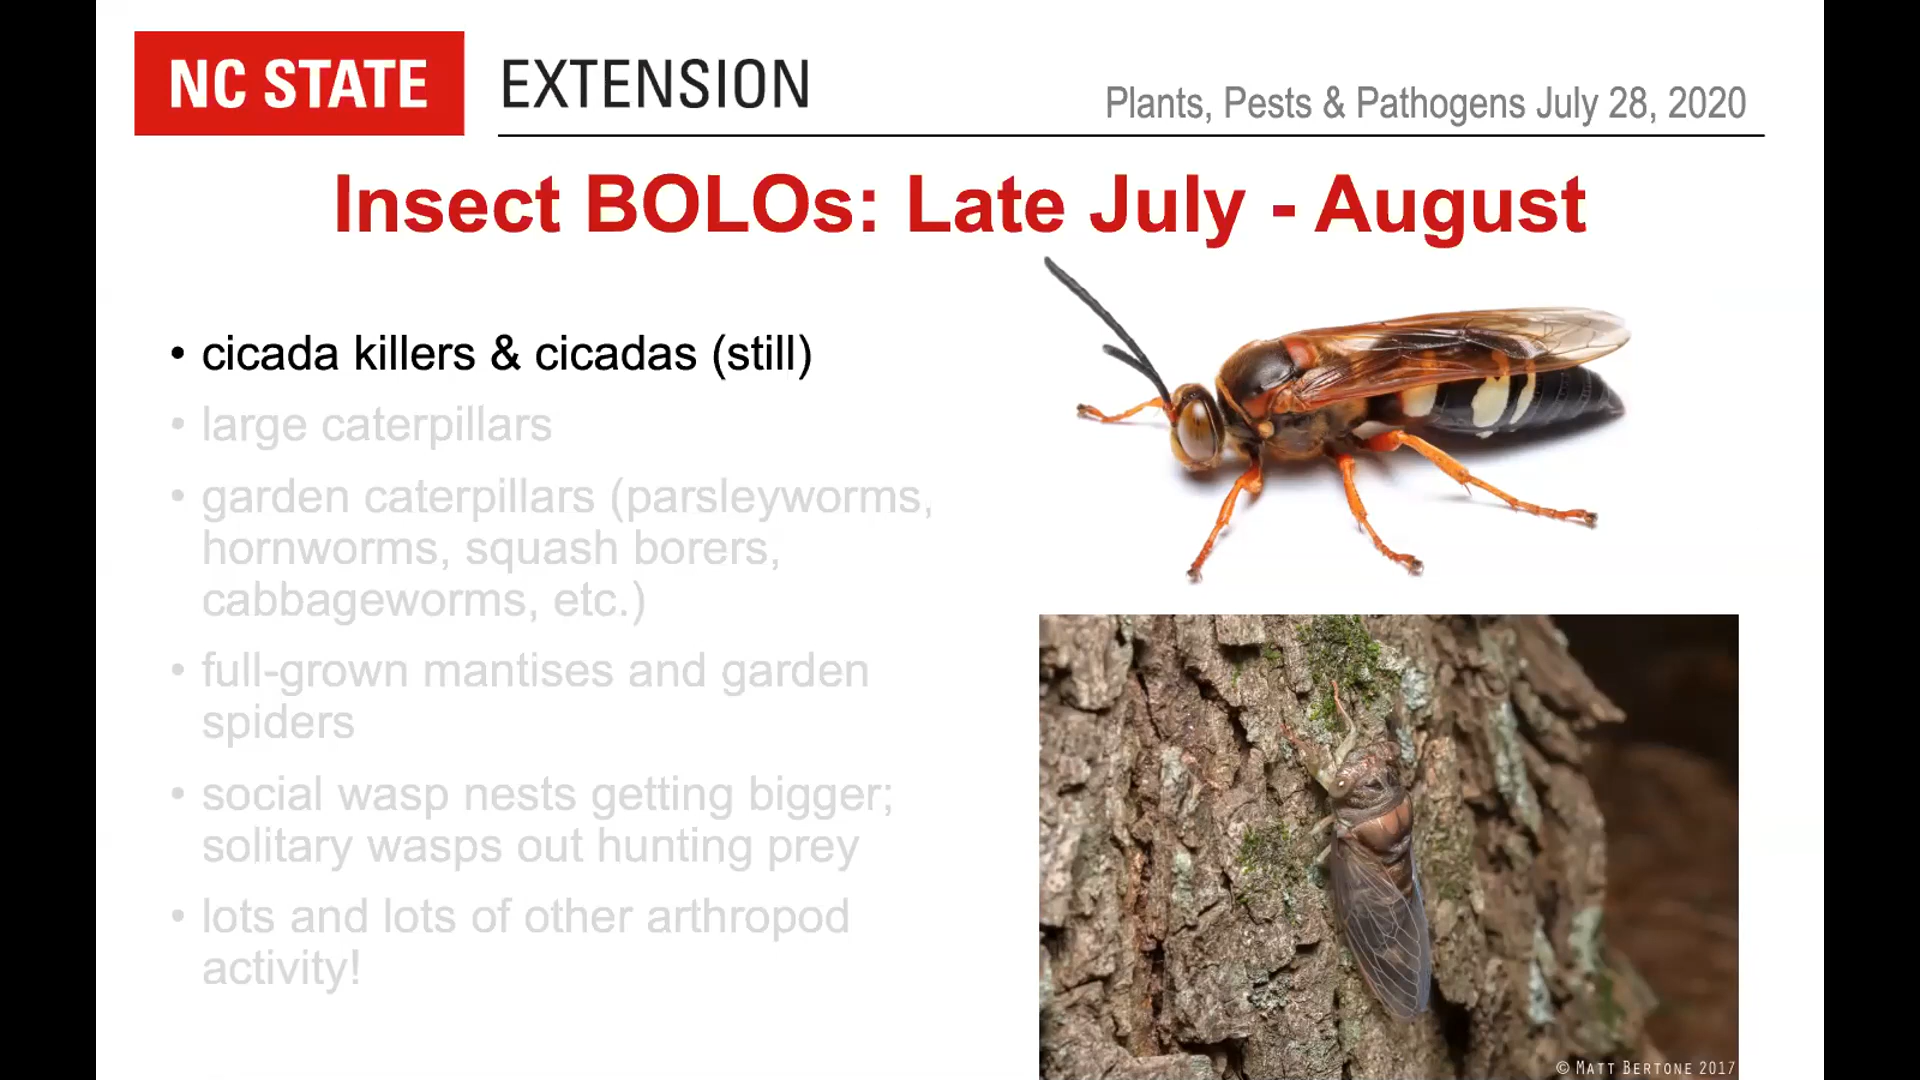 NC STATE EXTENSION
Plants, Pests & Pathogens July 28, 2020
Insect BOLOs: Late July - August
• cicada killers & cicadas (still)
• large caterpillars
• garden caterpillars (parsleyworms,
hornworms, squash borers,
cabbageworms, etc.)
• full-grown mantises and garden
spiders
• social wasp nests getting bigger;
solitary wasps out hunting prey
• lots and lots of other arthropod
activity!
© MATT BERTONE 2017